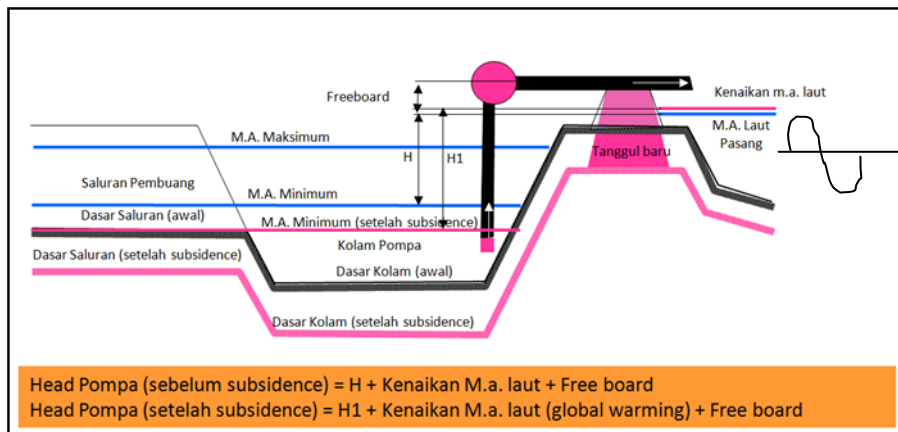 Freeboard
Kenaikan m.a. laut
M.A. Laut
Pasang
M.A. Maksimum
H
H1
Tanggul baru
Saluran Pembuang
M.A. Minimum
Dasar Saluran (awal)
M.A. Minimum (setelah subsidence)
Kolam Pompa
Dasar Saluran (setelah subsidence)
Dasar Kolam (awal)
Dasar Kolam (setelah subsidence)
Head Pompa (sebelum subsidence) = H + Kenaikan M.a. laut + Free board
Head Pompa (setelah subsidence) = H1 + Kenaikan M.a. laut (global warming) + Free board